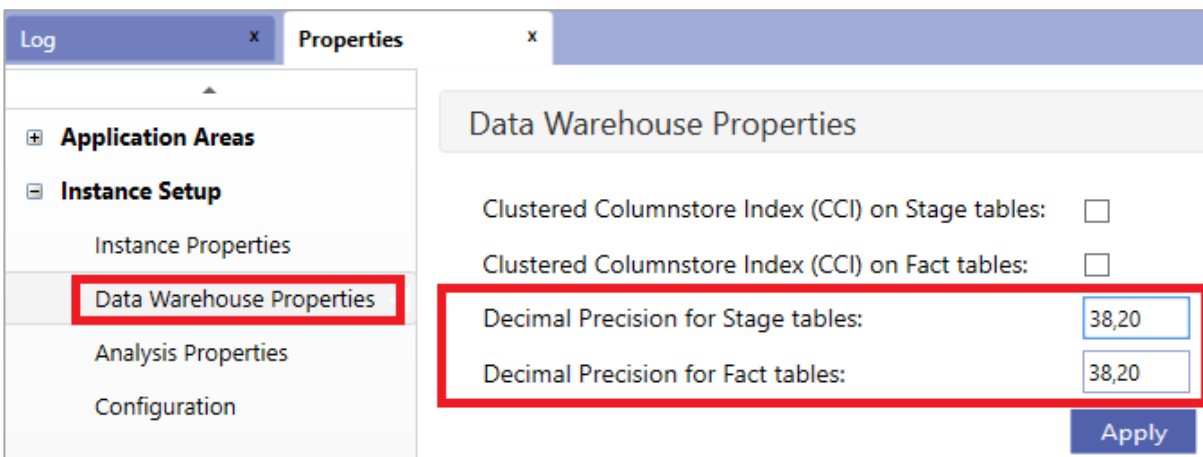 Log x Properties x
Application Areas
Instance Setup
Instance Properties
Data Warehouse Properties
Analysis Properties
Configuration
Data Warehouse Properties
Clustered Columnstore Index (CCI) on Stage tables:
Clustered Columnstore Index (CCI) on Fact tables:
Decimal Precision for Stage tables: 38,20
Decimal Precision for Fact tables: 38,20
Apply